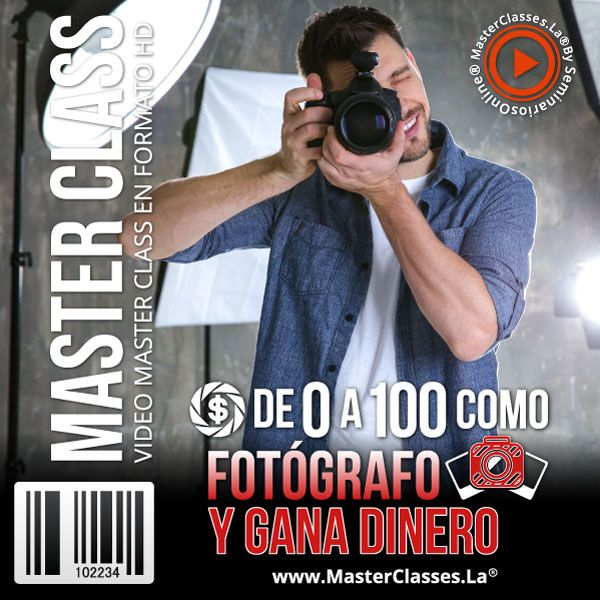 MASTER CLASS
VIDEO MASTER CLASS EN FORMATO HD
MasterClasses.La® By SeminariosOnline®
$ DE 0 A 100 COMO
FOTÓGRAFO
Y GANA DINERO
102234
www.MasterClasses.La®